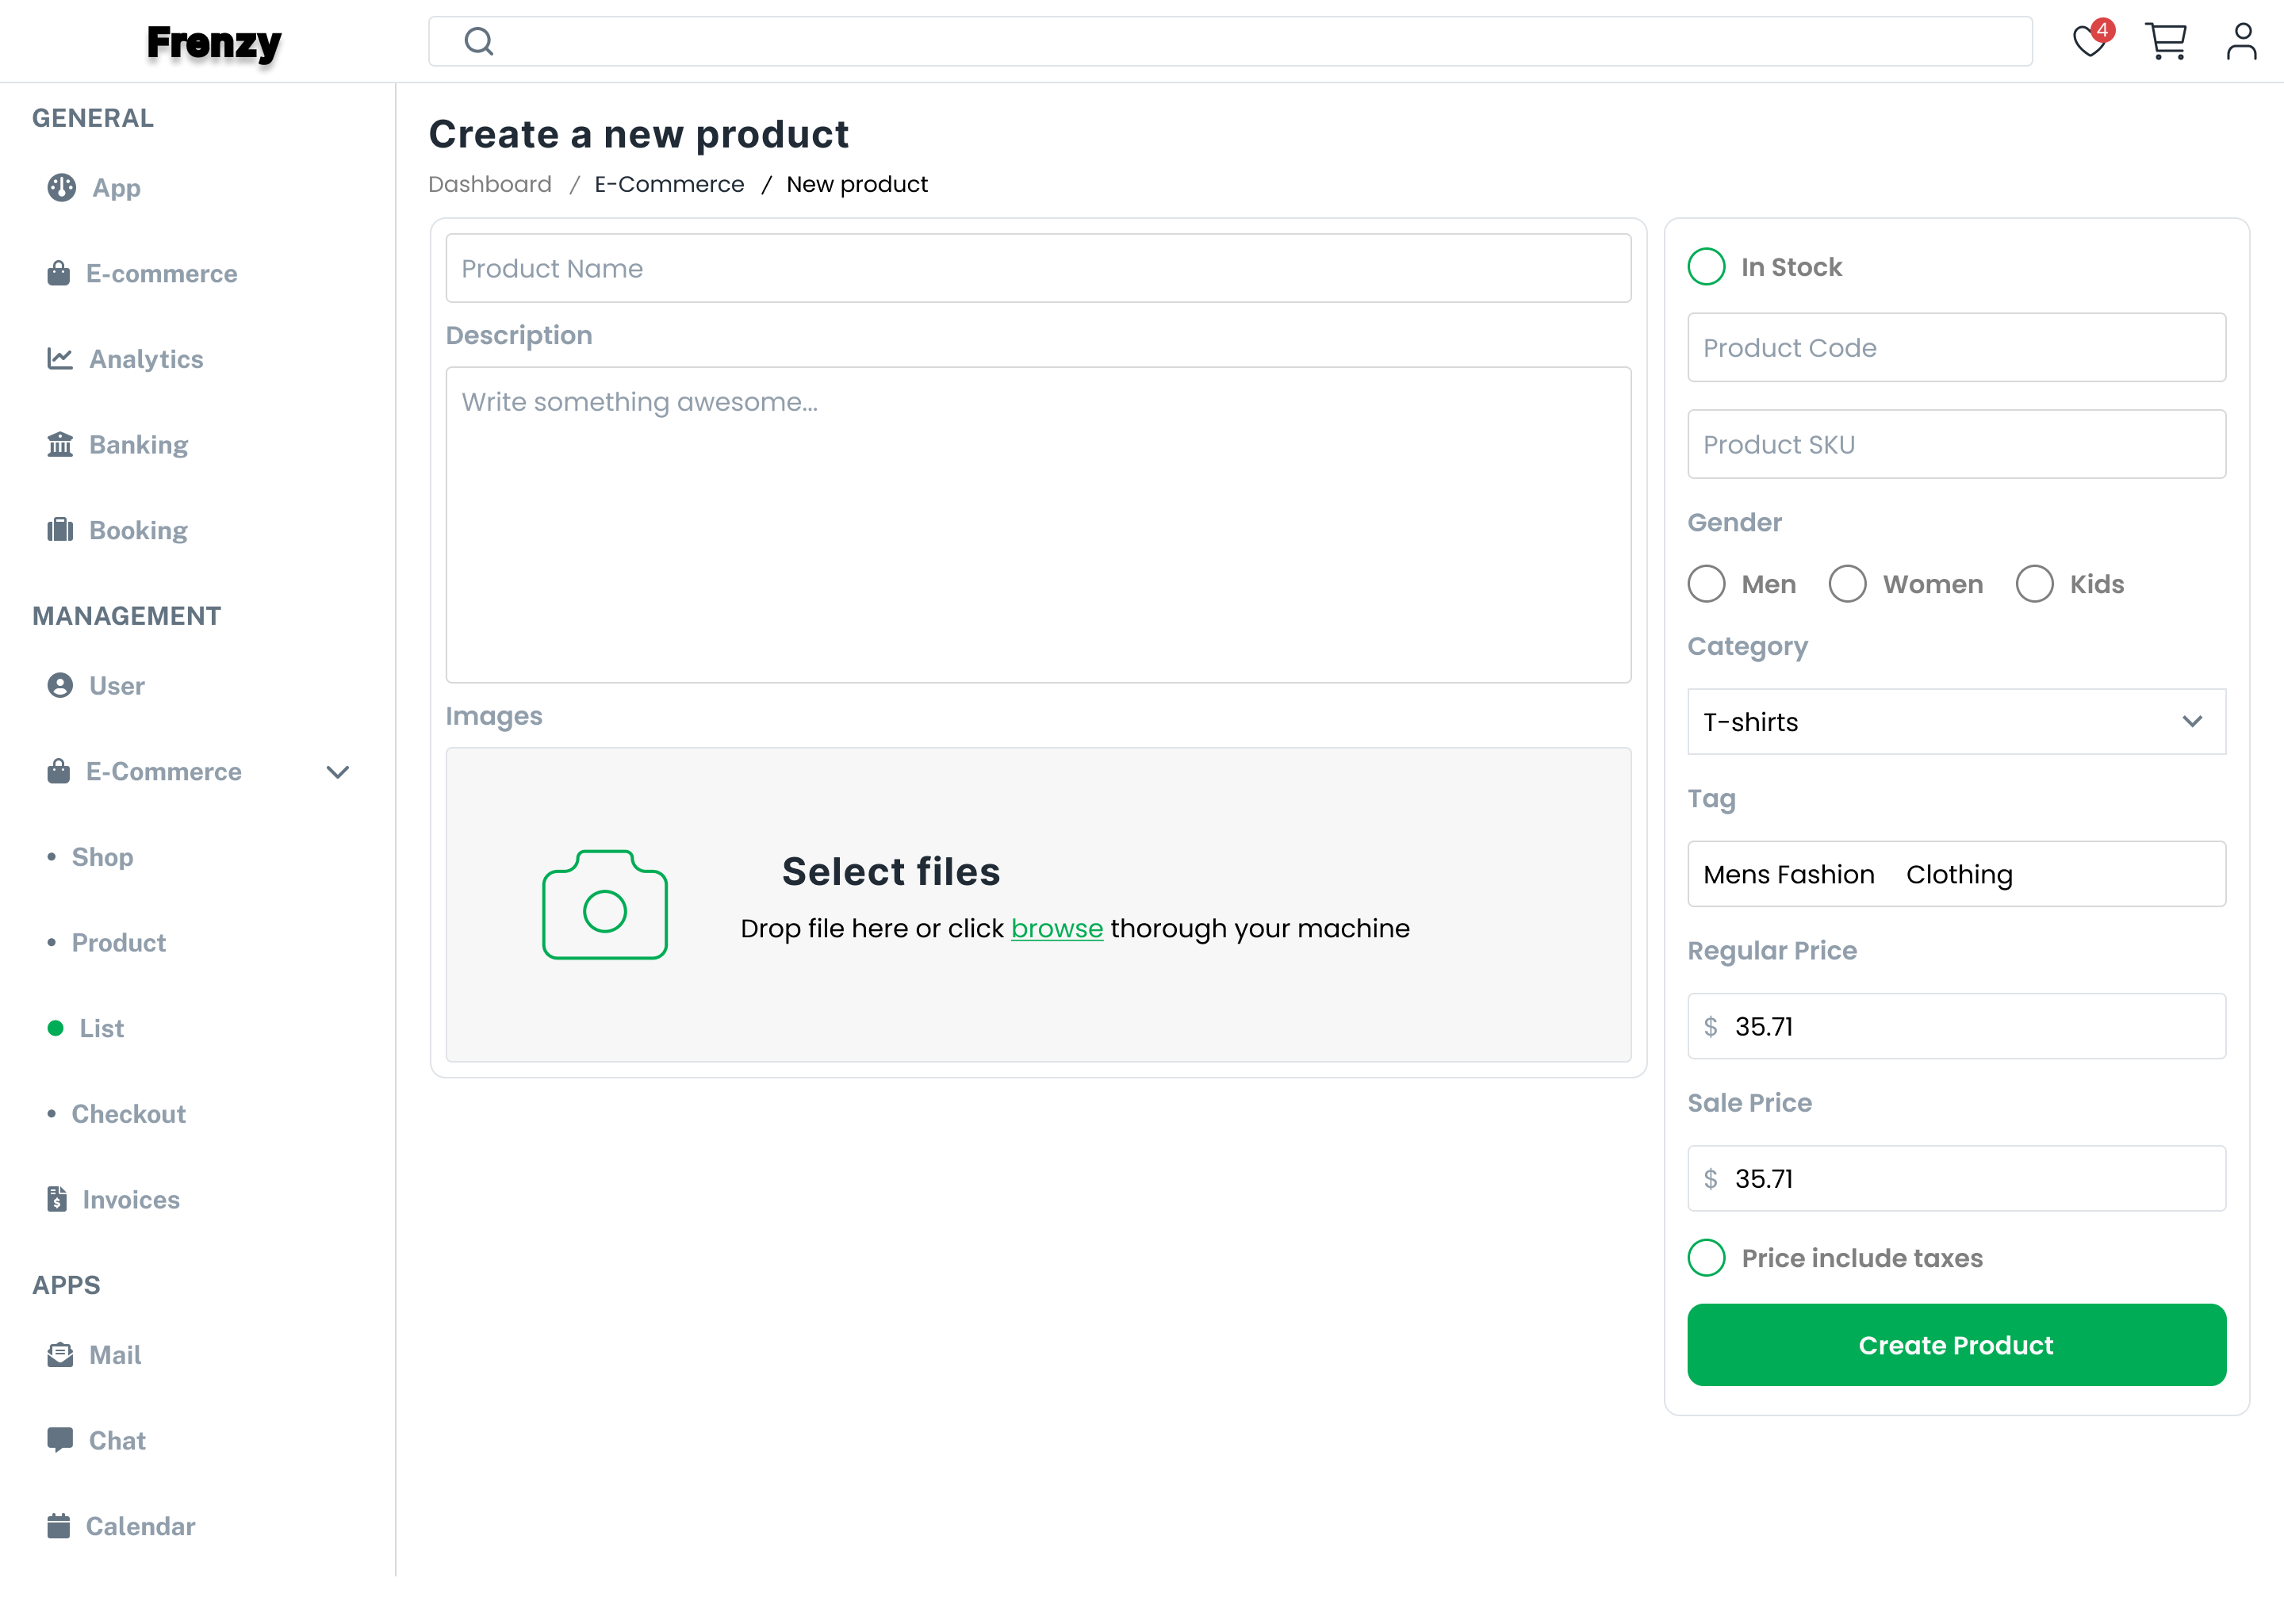 Frenzy
4
GENERAL
App
E-commerce
Analytics
Banking
Booking
MANAGEMENT
User
E-Commerce
Shop
Product
List
Checkout
Invoices
APPS
Mail
Chat
Calendar
Create a new product
Dashboard / E-Commerce / New product
Product Name
Description
Write something awesome...
Images
Select files
Drop file here or click browse thorough your machine
In Stock
Product Code
Product SKU
Gender
Men Women Kids
Category
T-shirts
Tag
Mens Fashion Clothing
Regular Price
$ 35.71
Sale Price
$ 35.71
Price include taxes
Create Product